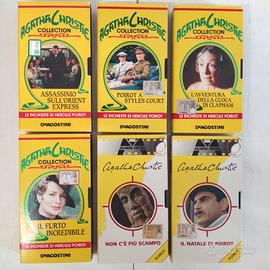 AGATHA CHRISTIE
COLLECTION
ASSASSINIO
SULL'ORIENT
EXPRESS
LE INCHIESTE DI HERCULE POIROT
DEAGOSTINI
AGATHA CHRISTIE
COLLECTION
POIROT A
STYLES COURT
LE INCHIESTE DI HERCULE POIROT
DEAGOSTINI
AGATHA CHRISTIE
COLLECTION
L'AVVENTURA
DELLA CUOCA
DI CLAPHAM
LE INCHIESTE DI HERCULE POIROT
DEAGOSTINI
AGATHA CHRISTIE
COLLECTION
IL FURTO
INCREDIBILE
LE INCHIESTE DI HERCULE POIROT
DEAGOSTINI
Agatha Christie
NON C'È PIÙ SCAMPO
Agatha Christie
IL NATALE DI POIROT